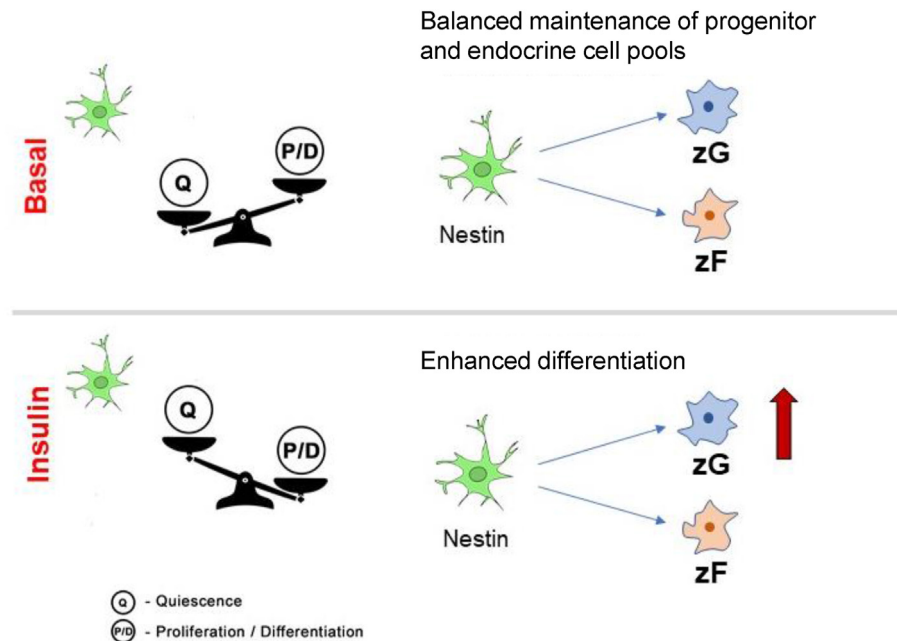 Balanced maintenance of progenitor
and endocrine cell pools
Basal
Q
P/D
Nestin
zG
zF
Enhanced differentiation
Insulin
Q
P/D
Nestin
zG
zF
Q - Quiescence
P/D - Proliferation / Differentiation